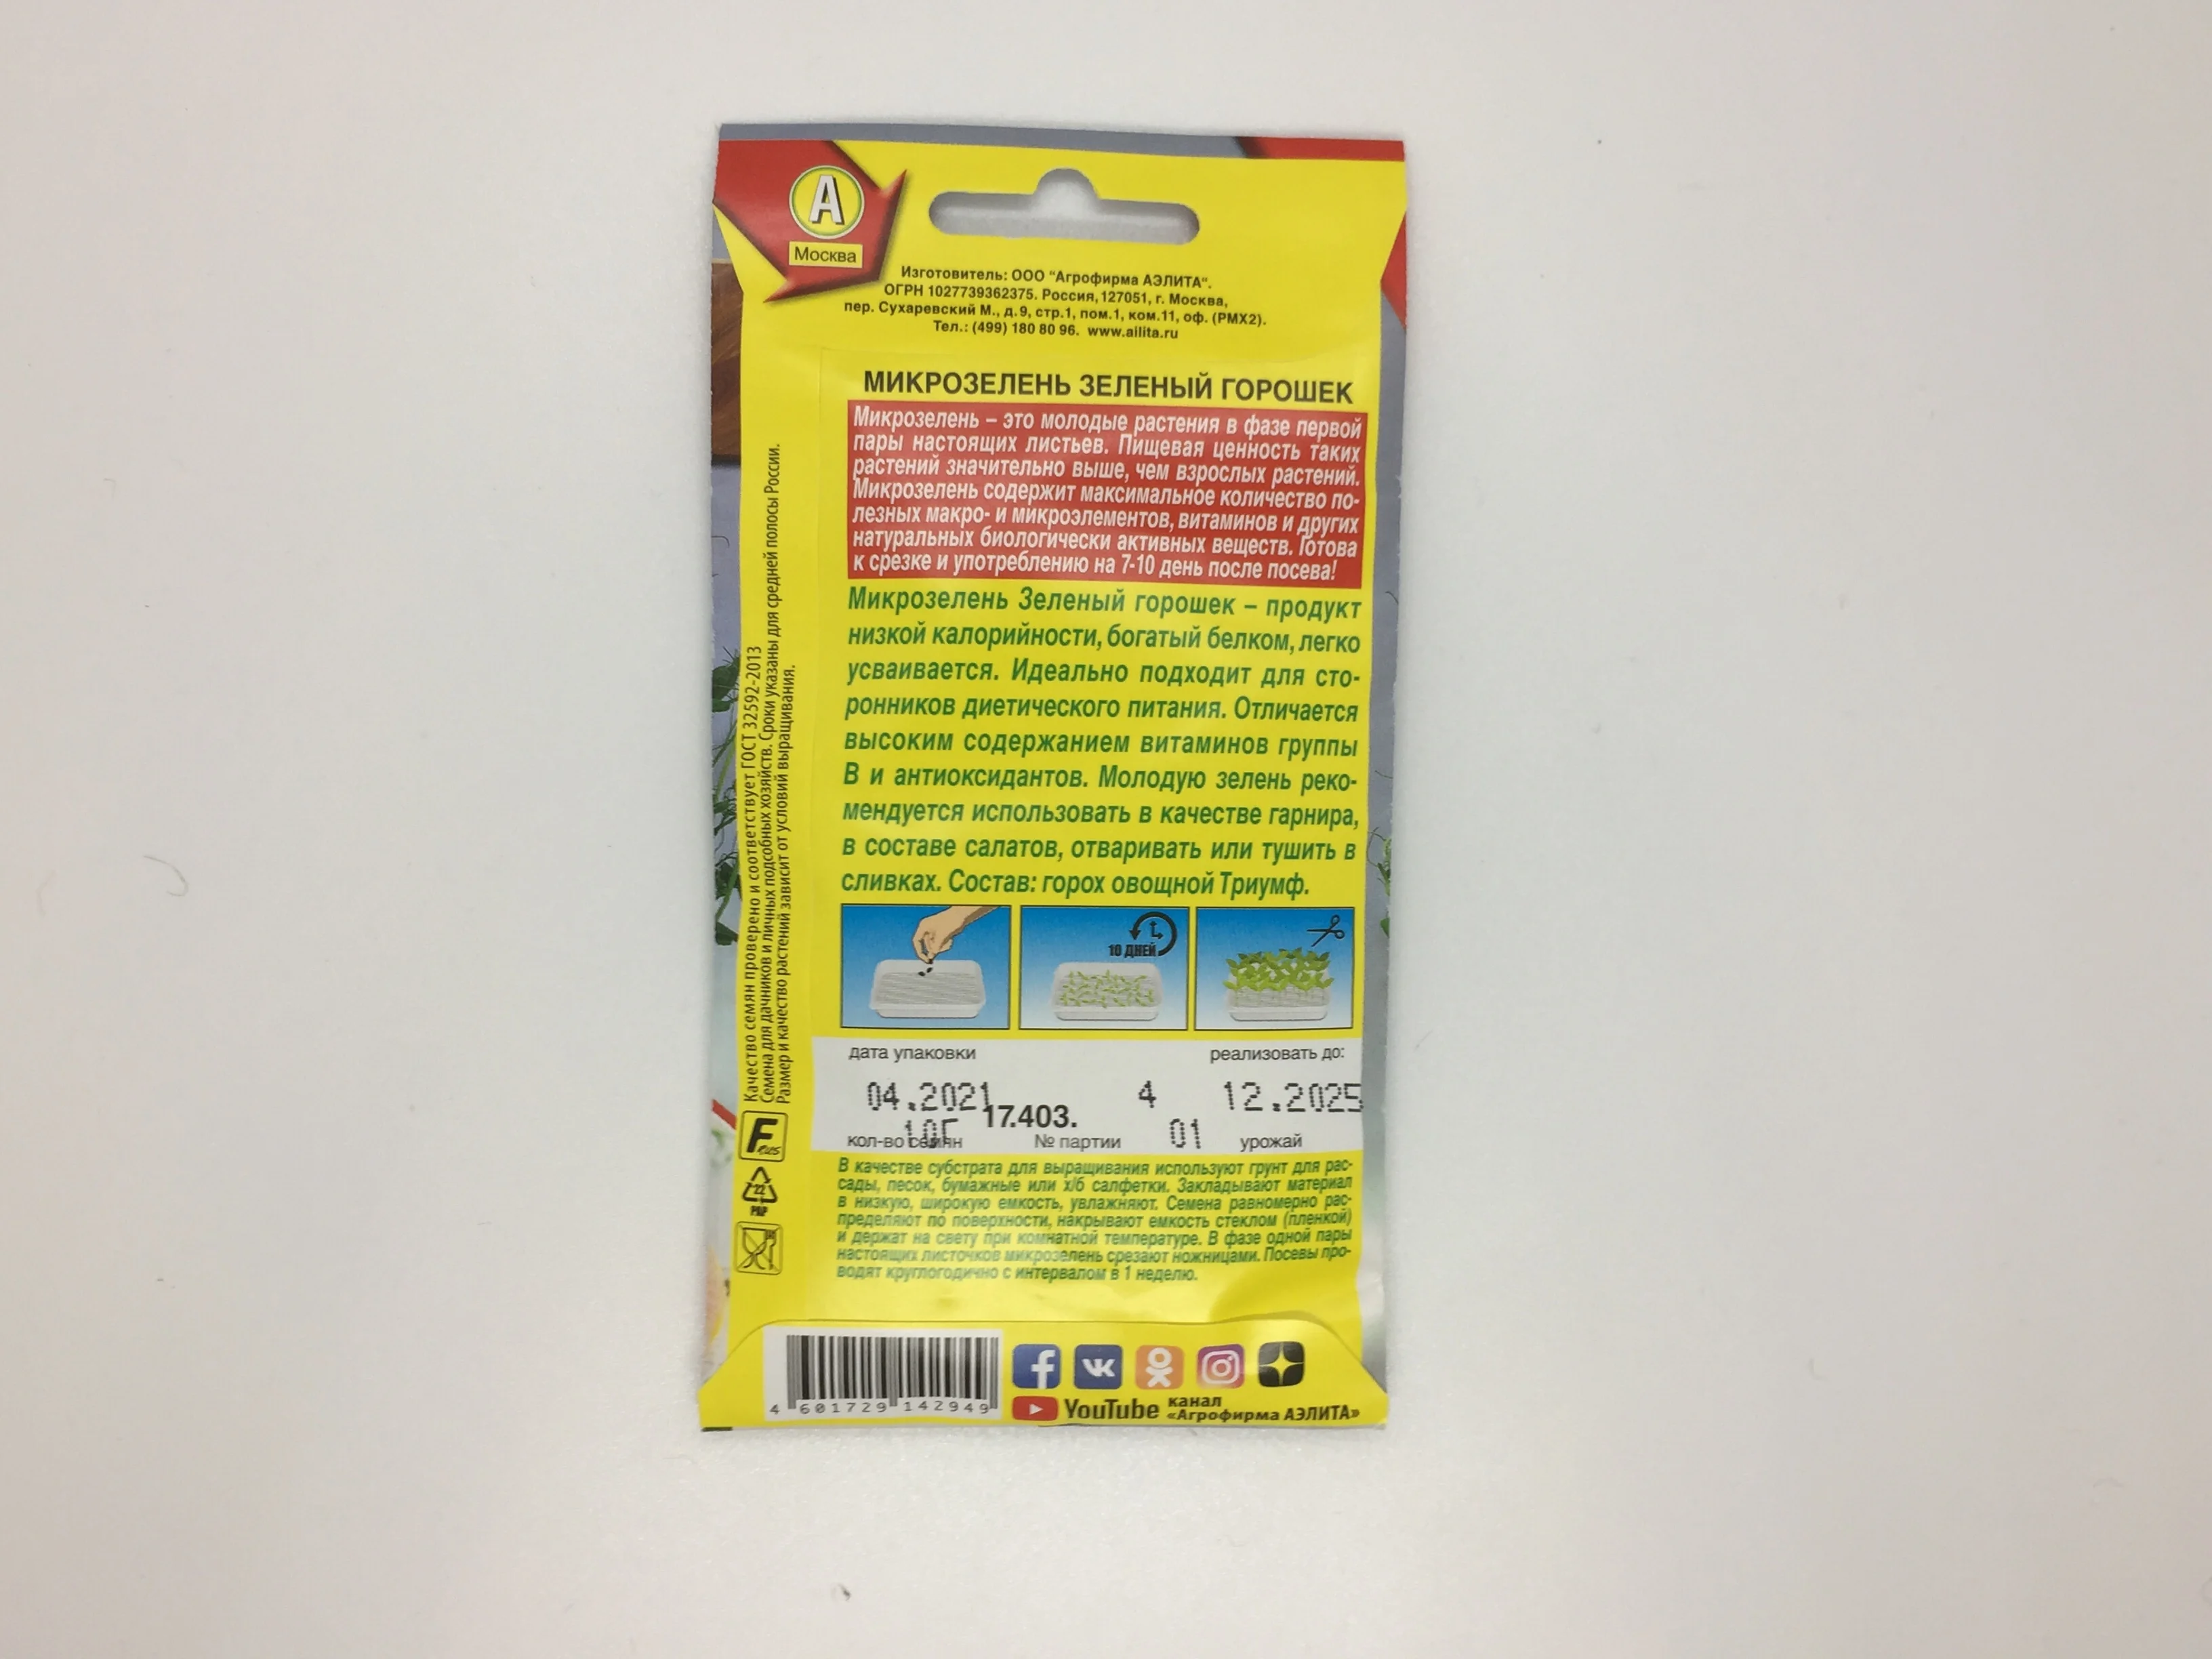 А
Москва
Изготовитель: ООО "Агрофирма АЭЛИТА".
ОГРН 1027739362375. Россия, 127051, г. Москва,
пер. Сухаревский М., д.9, стр.1, пом.1, ком.11, оф. (РМХ2).
Тел.: (499) 180 80 96. www.ailita.ru
МИКРОЗЕЛЕНЬ ЗЕЛЕНЫЙ ГОРОШЕК
Микрозелень – это молодые растения в фазе первой
пары настоящих листьев. Пищевая ценность таких
растений значительно выше, чем взрослых растений.
Микрозелень содержит максимальное количество по-
лезных макро- и микроэлементов, витаминов и других
натуральных биологически активных веществ. Готова
к срезке и употреблению на 7-10 день после посева!
Микрозелень Зеленый горошек – продукт
низкой калорийности, богатый белком, легко
усваивается. Идеально подходит для сто-
ронников диетического питания. Отличается
высоким содержанием витаминов группы
В и антиоксидантов. Молодую зелень реко-
мендуется использовать в качестве гарнира,
в составе салатов, отваривать или тушить в
сливках. Состав: горох овощной Триумф.
10 ДНЕЙ
дата упаковки
реализовать до:
04.2021
17.403.
4
12.2025
10Г
01
кол-во семян
№ партии
урожай
В качестве субстрата для выращивания используют грунт для рас-
сады, песок, бумажные или х/б салфетки. Закладывают материал
в низкую, широкую емкость, увлажняют. Семена равномерно рас-
пределяют по поверхности, накрывают емкость стеклом (пленкой)
и держат на свету при комнатной температуре. В фазе одной пары
настоящих листочков микрозелень срезают ножницами. Посевы про-
водят круглогодично с интервалом в 1 неделю.
Качество семян проверено и соответствует ГОСТ 32592-2013
Семена для дачников и личных подсобных хозяйств. Сроки указаны для средней полосы России.
Размер и качество растений зависит от условий выращивания.
22
PAP
4 601729 142949
YouTube канал
«Агрофирма АЭЛИТА»